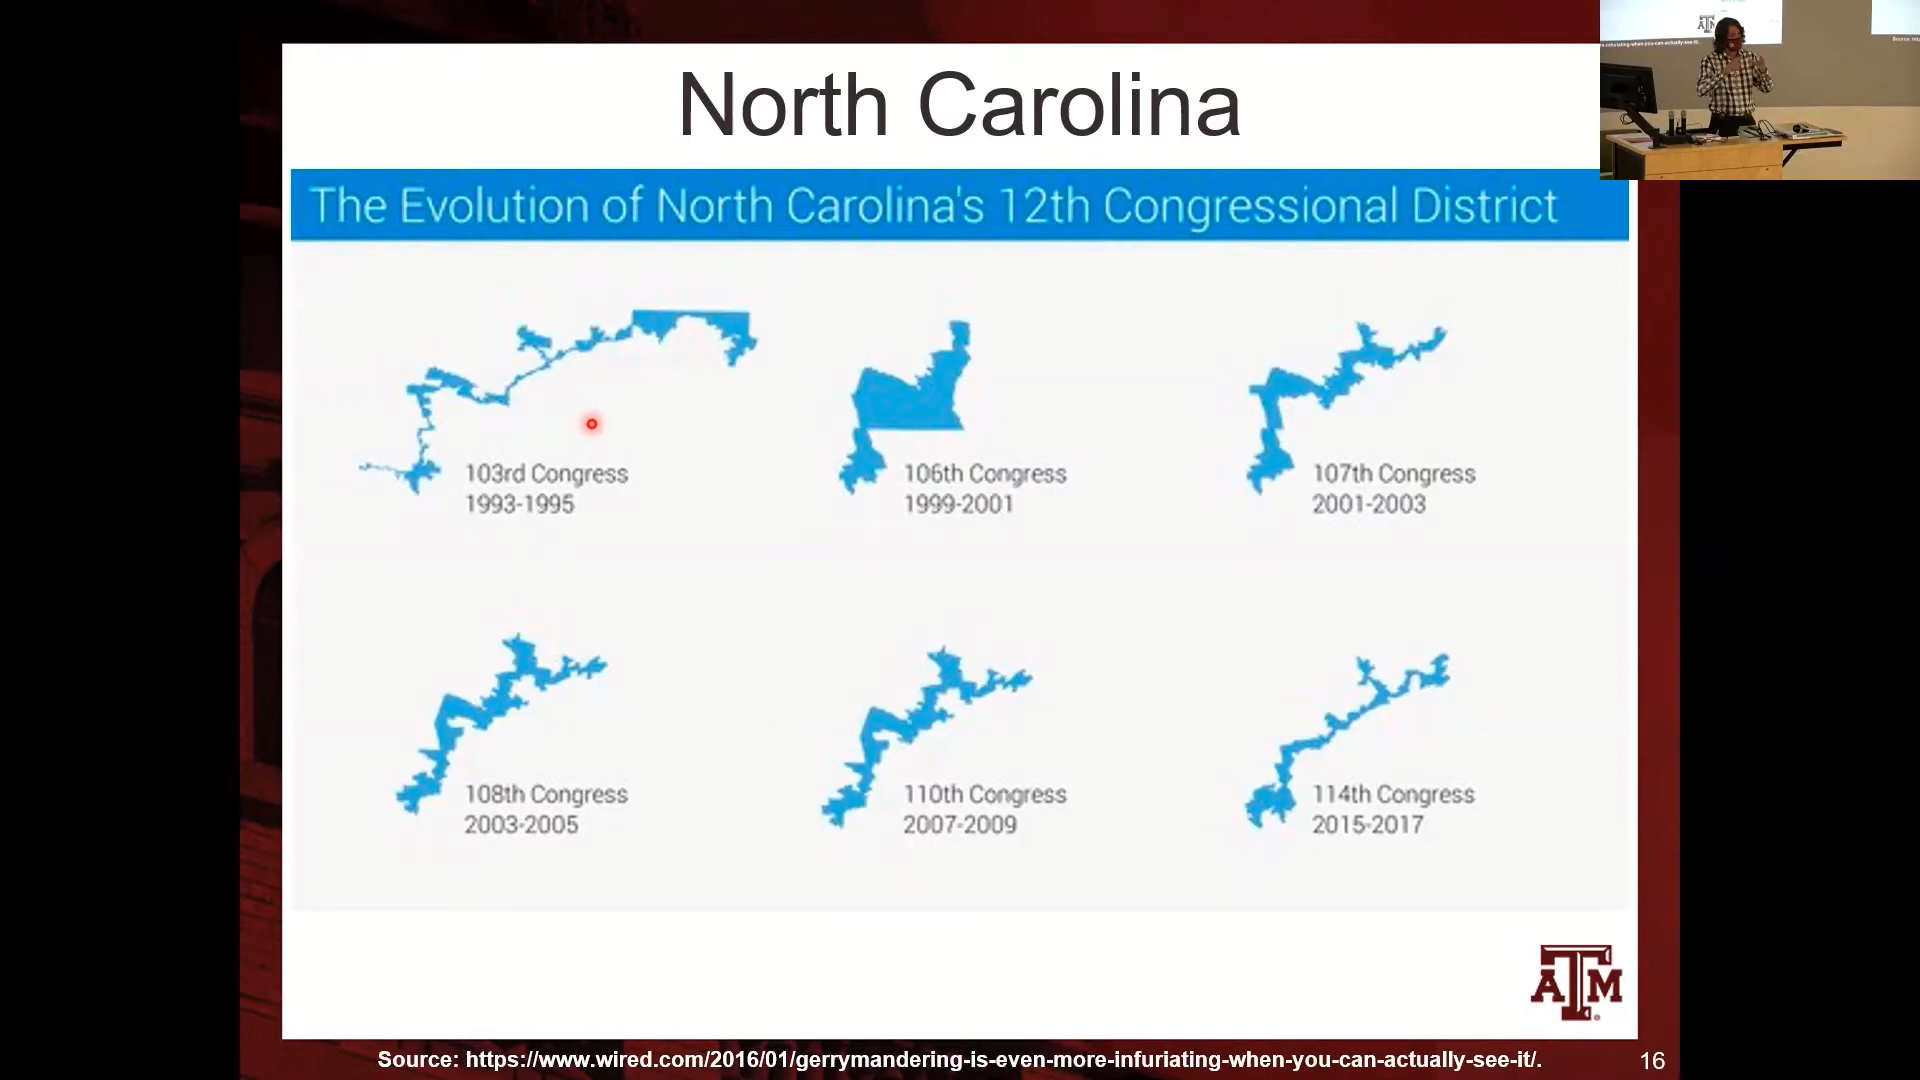 North Carolina
The Evolution of North Carolina's 12th Congressional District
103rd Congress
1993-1995
106th Congress
1999-2001
107th Congress
2001-2003
108th Congress
2003-2005
110th Congress
2007-2009
114th Congress
2015-2017
ATM
Source: https://www.wired.com/2016/01/gerrymandering-is-even-more-infuriating-when-you-can-actually-see-it/.
16